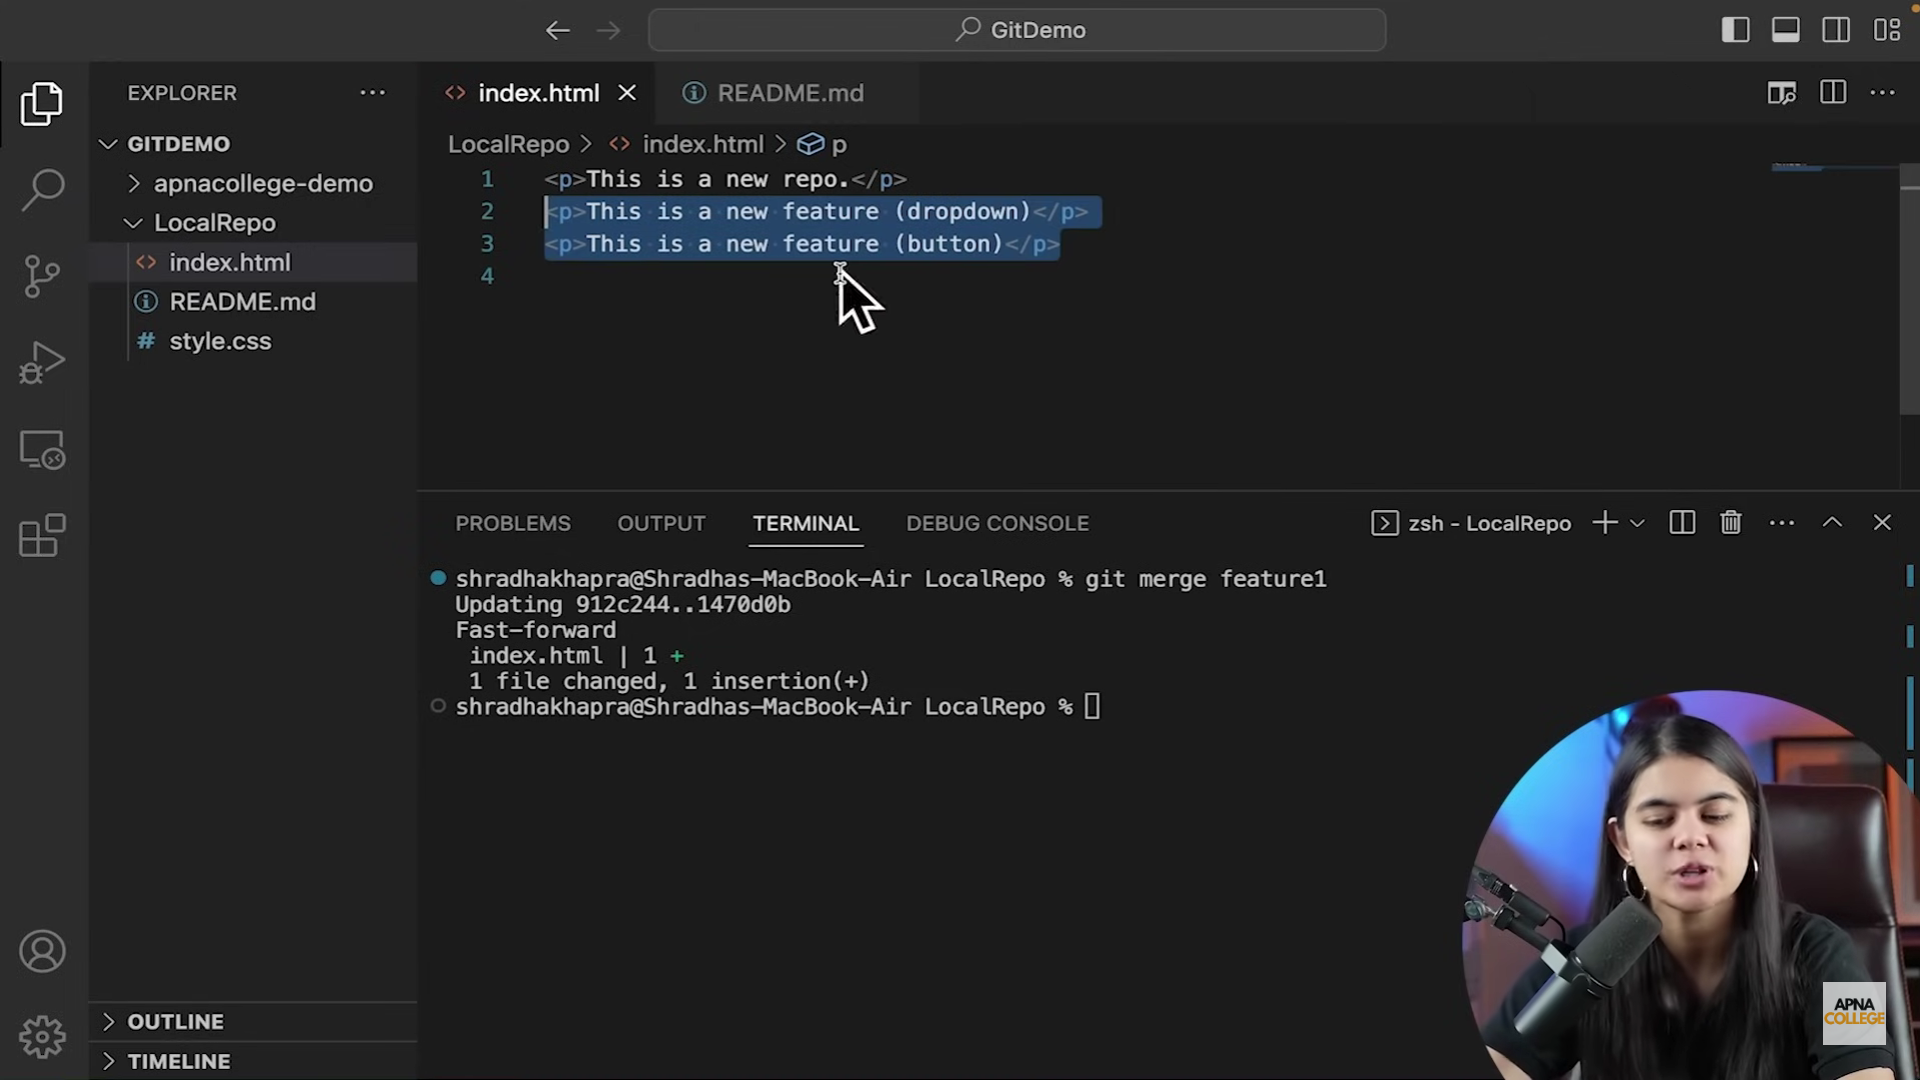 GitDemo
EXPLORER
index.html
README.md
GITDEMO
LocalRepo > index.html > p
apnacollege-demo
1 <p>This is a new repo.</p>
LocalRepo
2 <p>This is a new feature (dropdown)</p>
3 <p>This is a new feature (button)</p>
index.html
4
README.md
style.css
PROBLEMS OUTPUT TERMINAL DEBUG CONSOLE zsh - LocalRepo
shradhakhapra@Shradhas-MacBook-Air LocalRepo % git merge feature1
Updating 912c244..1470d0b
Fast-forward
index.html | 1 +
1 file changed, 1 insertion(+)
shradhakhapra@Shradhas-MacBook-Air LocalRepo %
OUTLINE
TIMELINE
APNA
COLLEGE